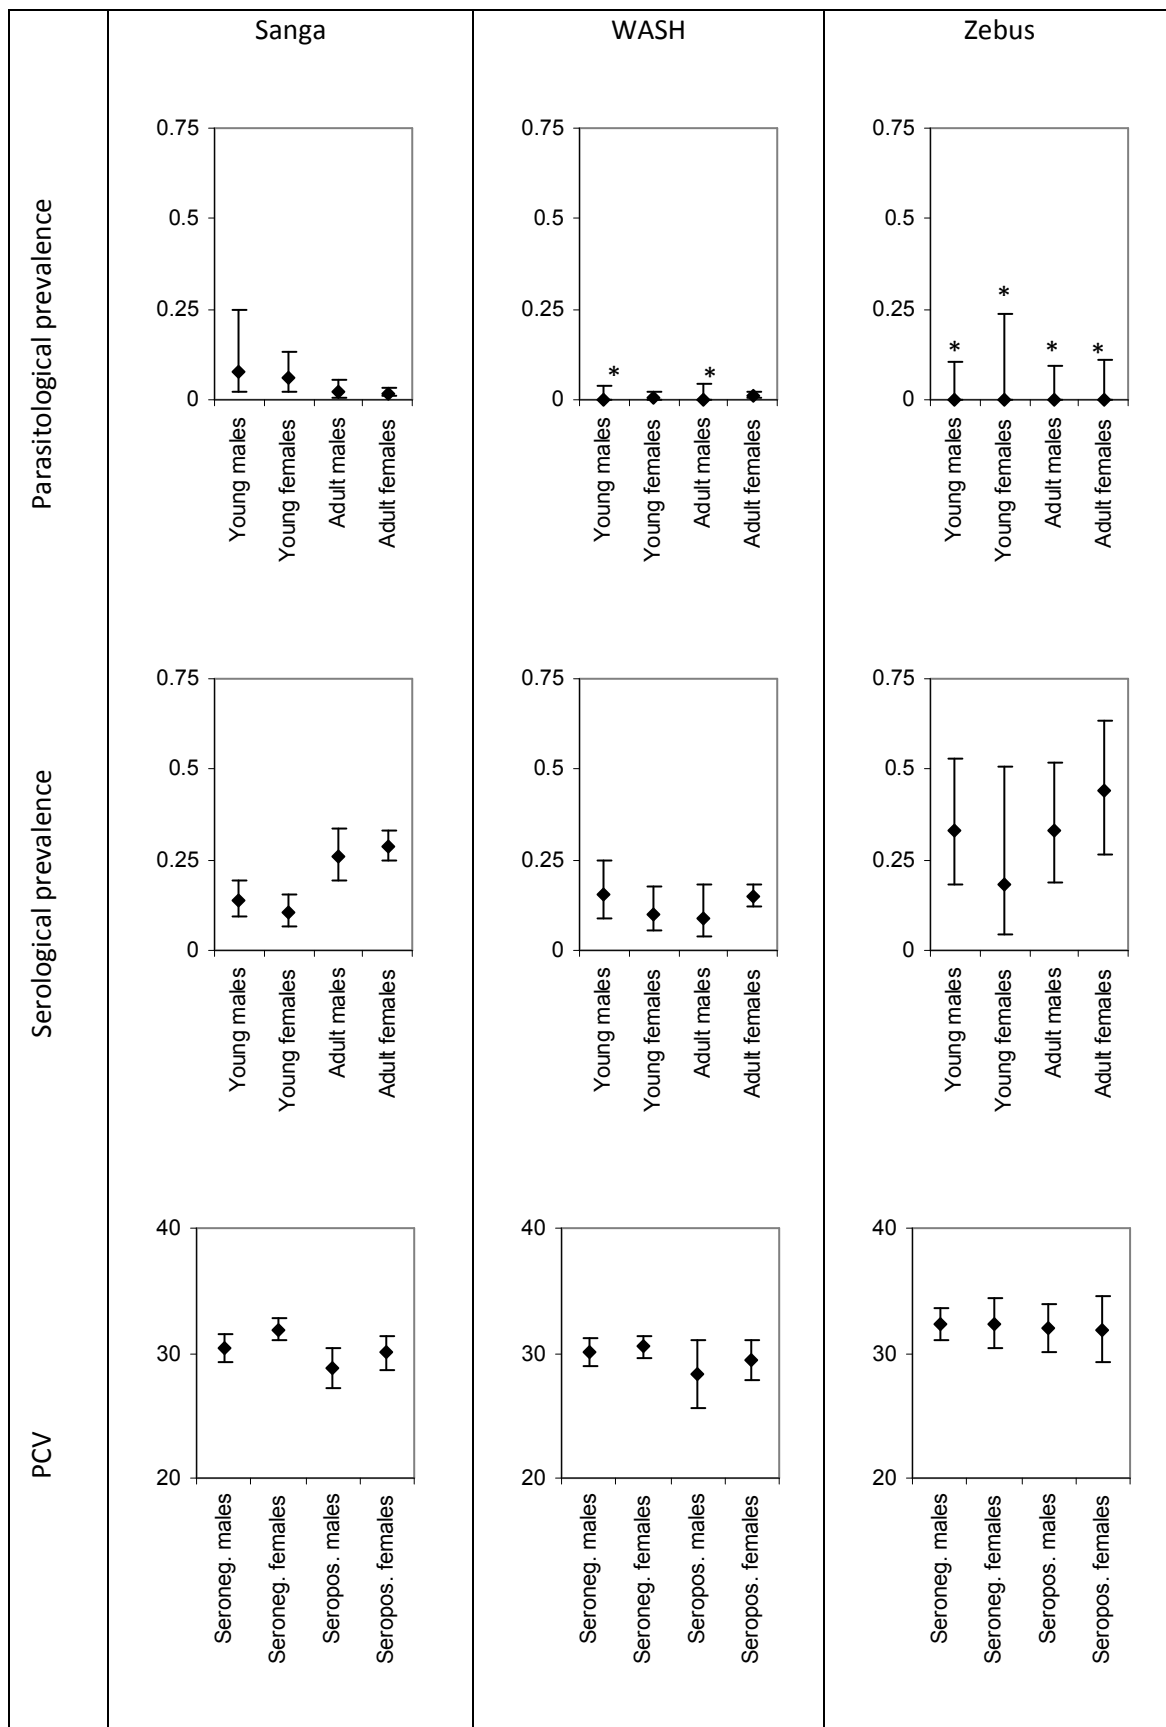 Sanga WASH Zebus
Parasitological prevalence
0.75
0.5
0.25
0
Young males
Young females
Adult males
Adult females
0.75
0.5
0.25
0
*
*
Young males
Young females
Adult males
Adult females
0.75
0.5
0.25
0
*
*
*
*
Young males
Young females
Adult males
Adult females
Serological prevalence
0.75
0.5
0.25
0
Young males
Young females
Adult males
Adult females
0.75
0.5
0.25
0
Young males
Young females
Adult males
Adult females
0.75
0.5
0.25
0
Young males
Young females
Adult males
Adult females
PCV
40
30
20
Seroneg. males
Seroneg. females
Seropos. males
Seropos. females
40
30
20
Seroneg. males
Seroneg. females
Seropos. males
Seropos. females
40
30
20
Seroneg. males
Seroneg. females
Seropos. males
Seropos. females